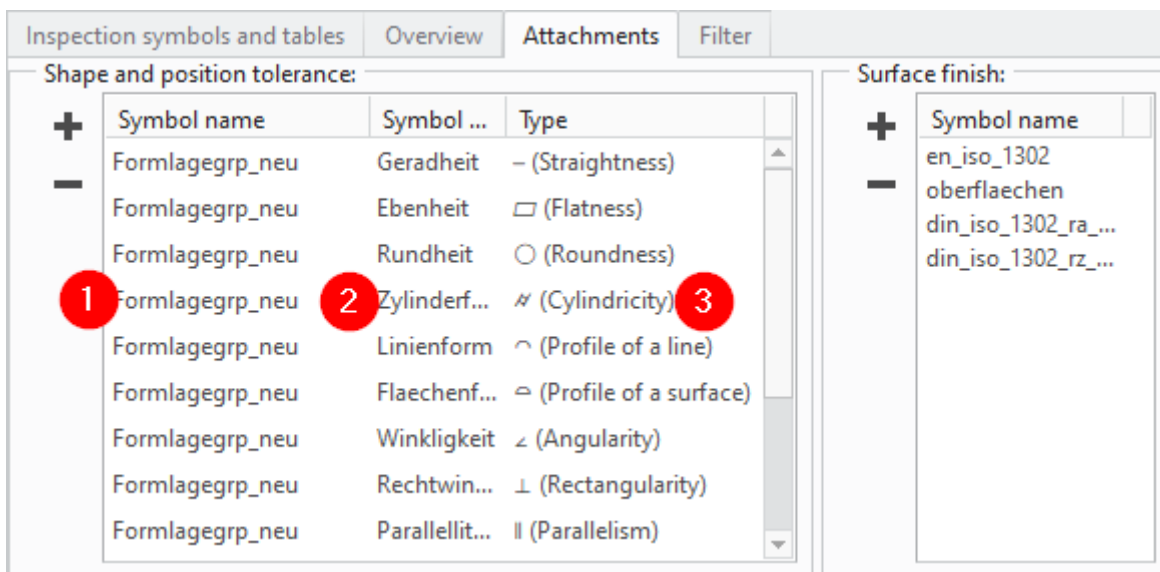 Inspection symbols and tables Overview Attachments Filter
Shape and position tolerance:
Symbol name Symbol ... Type
Formlagegrp_neu Geradheit – (Straightness)
Formlagegrp_neu Ebenheit ▱ (Flatness)
Formlagegrp_neu Rundheit ○ (Roundness)
1 Formlagegrp_neu 2 Zylinderf... ⌭ (Cylindricity) 3
Formlagegrp_neu Linienform ⌒ (Profile of a line)
Formlagegrp_neu Flaechenf... ⌓ (Profile of a surface)
Formlagegrp_neu Winkligkeit ∠ (Angularity)
Formlagegrp_neu Rechtwin... ⊥ (Rectangularity)
Formlagegrp_neu Parallellit... ∥ (Parallelism)
Surface finish:
Symbol name
en_iso_1302
oberflaechen
din_iso_1302_ra_...
din_iso_1302_rz_...